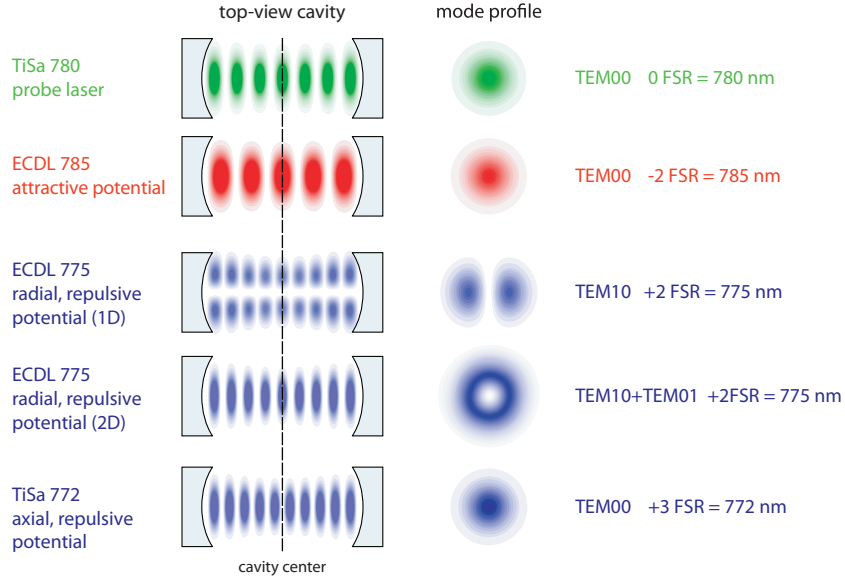 top-view cavity
mode profile
TiSa 780
probe laser
TEM00 0 FSR = 780 nm
ECDL 785
attractive potential
TEM00 -2 FSR = 785 nm
ECDL 775
radial, repulsive
potential (1D)
TEM10 +2 FSR = 775 nm
ECDL 775
radial, repulsive
potential (2D)
TEM10+TEM01 +2FSR = 775 nm
TiSa 772
axial, repulsive
potential
TEM00 +3 FSR = 772 nm
cavity center